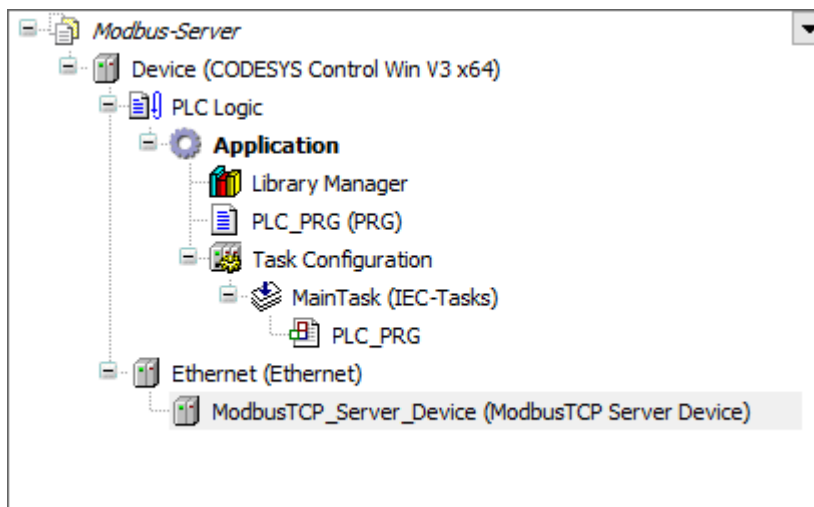 Modbus-Server
Device (CODESYS Control Win V3 x64)
PLC Logic
Application
Library Manager
PLC_PRG (PRG)
Task Configuration
MainTask (IEC-Tasks)
PLC_PRG
Ethernet (Ethernet)
ModbusTCP_Server_Device (ModbusTCP Server Device)